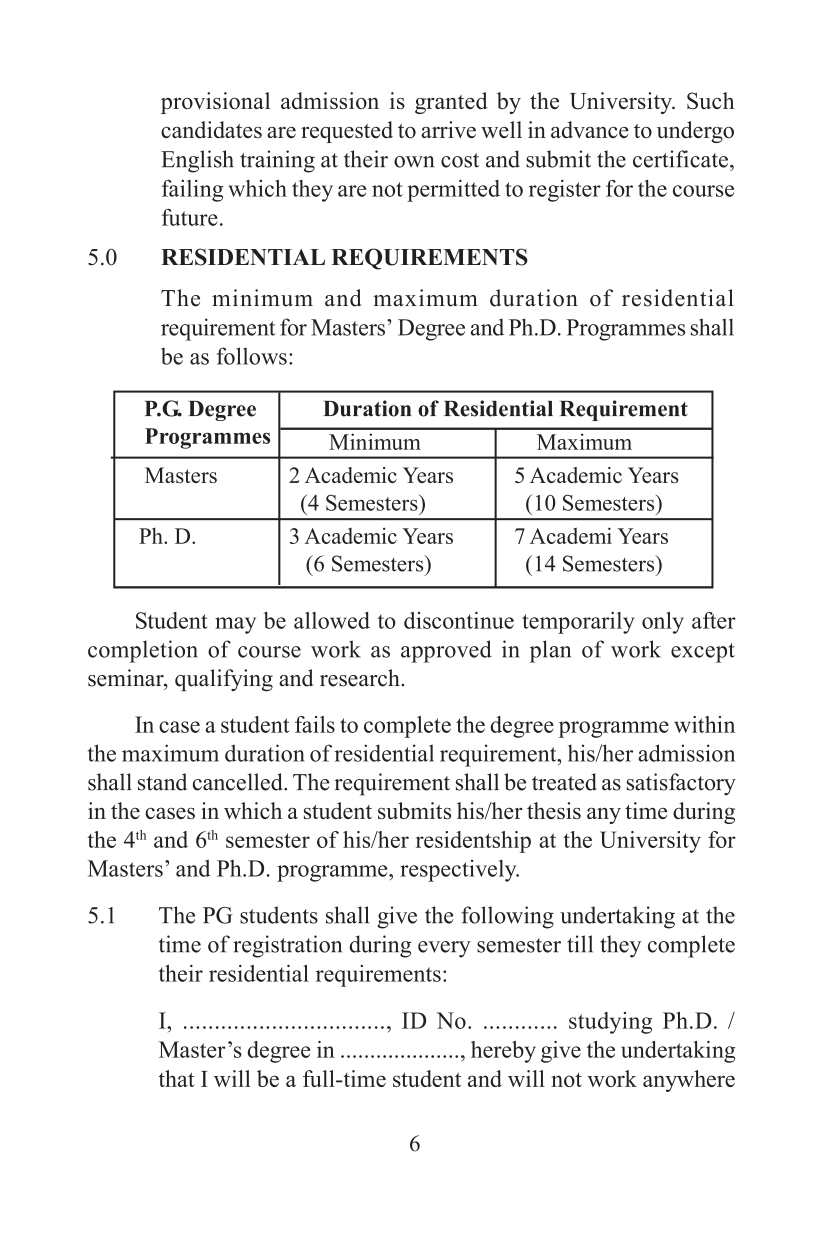 provisional admission is granted by the University. Such
candidates are requested to arrive well in advance to undergo
English training at their own cost and submit the certificate,
failing which they are not permitted to register for the course
future.
5.0 RESIDENTIAL REQUIREMENTS
The minimum and maximum duration of residential
requirement for Masters’ Degree and Ph.D. Programmes shall
be as follows:
P.G. Degree Duration of Residential Requirement
Programmes Minimum Maximum
Masters 2 Academic Years 5 Academic Years
(4 Semesters) (10 Semesters)
Ph. D. 3 Academic Years 7 Academi Years
(6 Semesters) (14 Semesters)
Student may be allowed to discontinue temporarily only after
completion of course work as approved in plan of work except
seminar, qualifying and research.
In case a student fails to complete the degree programme within
the maximum duration of residential requirement, his/her admission
shall stand cancelled. The requirement shall be treated as satisfactory
in the cases in which a student submits his/her thesis any time during
the 4th and 6th semester of his/her residentship at the University for
Masters’ and Ph.D. programme, respectively.
5.1 The PG students shall give the following undertaking at the
time of registration during every semester till they complete
their residential requirements:
I, ................................, ID No. ............ studying Ph.D. /
Master’s degree in ...................., hereby give the undertaking
that I will be a full-time student and will not work anywhere
6